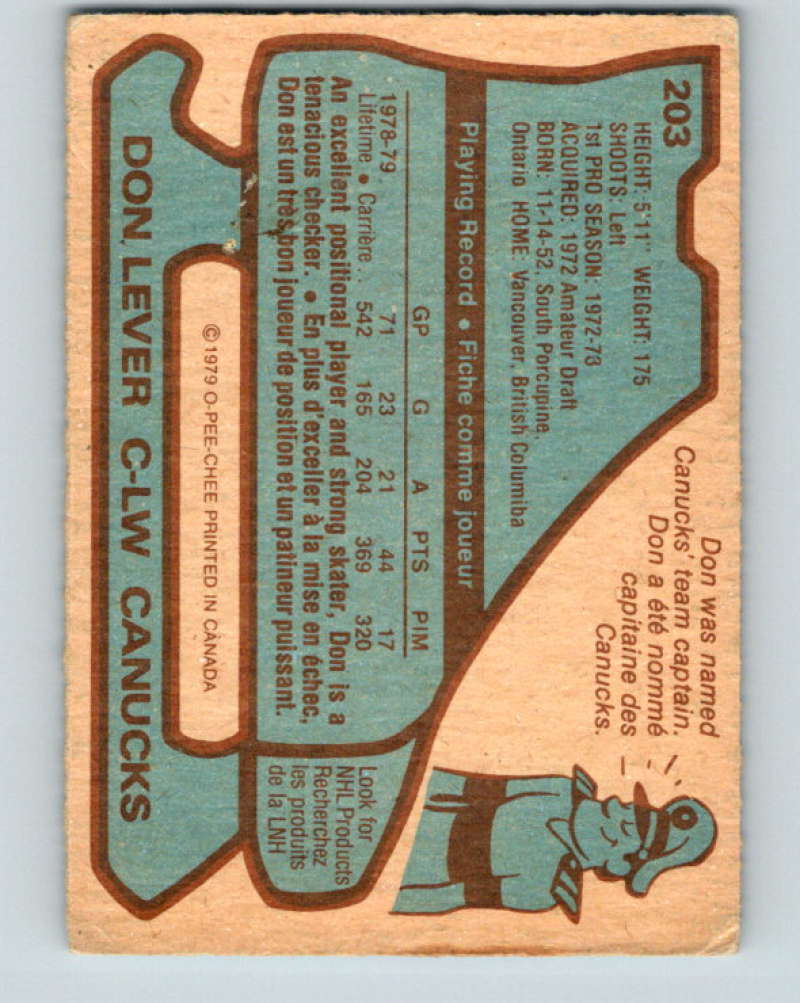 203
HEIGHT: 5'11" WEIGHT: 175
SHOOTS: Left
1st PRO SEASON: 1972-73
ACQUIRED: 1972 Amateur Draft
BORN: 11-14-52, South Porcupine,
Ontario HOME: Vancouver, British Columiba
Don was named
Canucks' team captain.
Don a été nommé
capitaine des
Canucks.
Playing Record • Fiche comme joueur
GP G A PTS PIM
1978-79 71 23 21 44 17
Lifetime • Carrière . . 542 165 204 369 320
An excellent positional player and strong skater, Don is a
tenacious checker. • En plus d'exceller à la mise en échec,
Don est un très bon joueur de position et un patineur puissant.
Look for
NHL Products
Recherchez
les produits
de la LNH
© 1979 O-PEE-CHEE PRINTED IN CANADA
DON LEVER C-LW CANUCKS